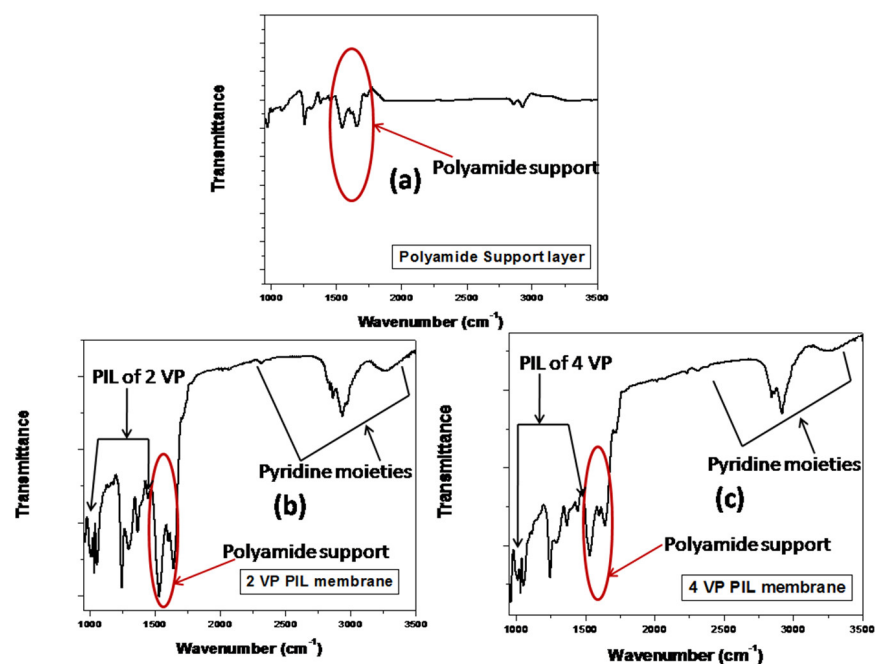 Transmittance
Polyamide support
(a)
Polyamide Support layer
1000 1500 2000 2500 3000 3500
Wavenumber (cm⁻¹)
PIL of 2 VP
Transmittance
Pyridine moieties
(b)
Polyamide support
2 VP PIL membrane
1000 1500 2000 2500 3000 3500
Wavenumber (cm⁻¹)
PIL of 4 VP
Transmittance
Pyridine moieties
(c)
Polyamide support
4 VP PIL membrane
1000 1500 2000 2500 3000 3500
Wavenumber (cm⁻¹)